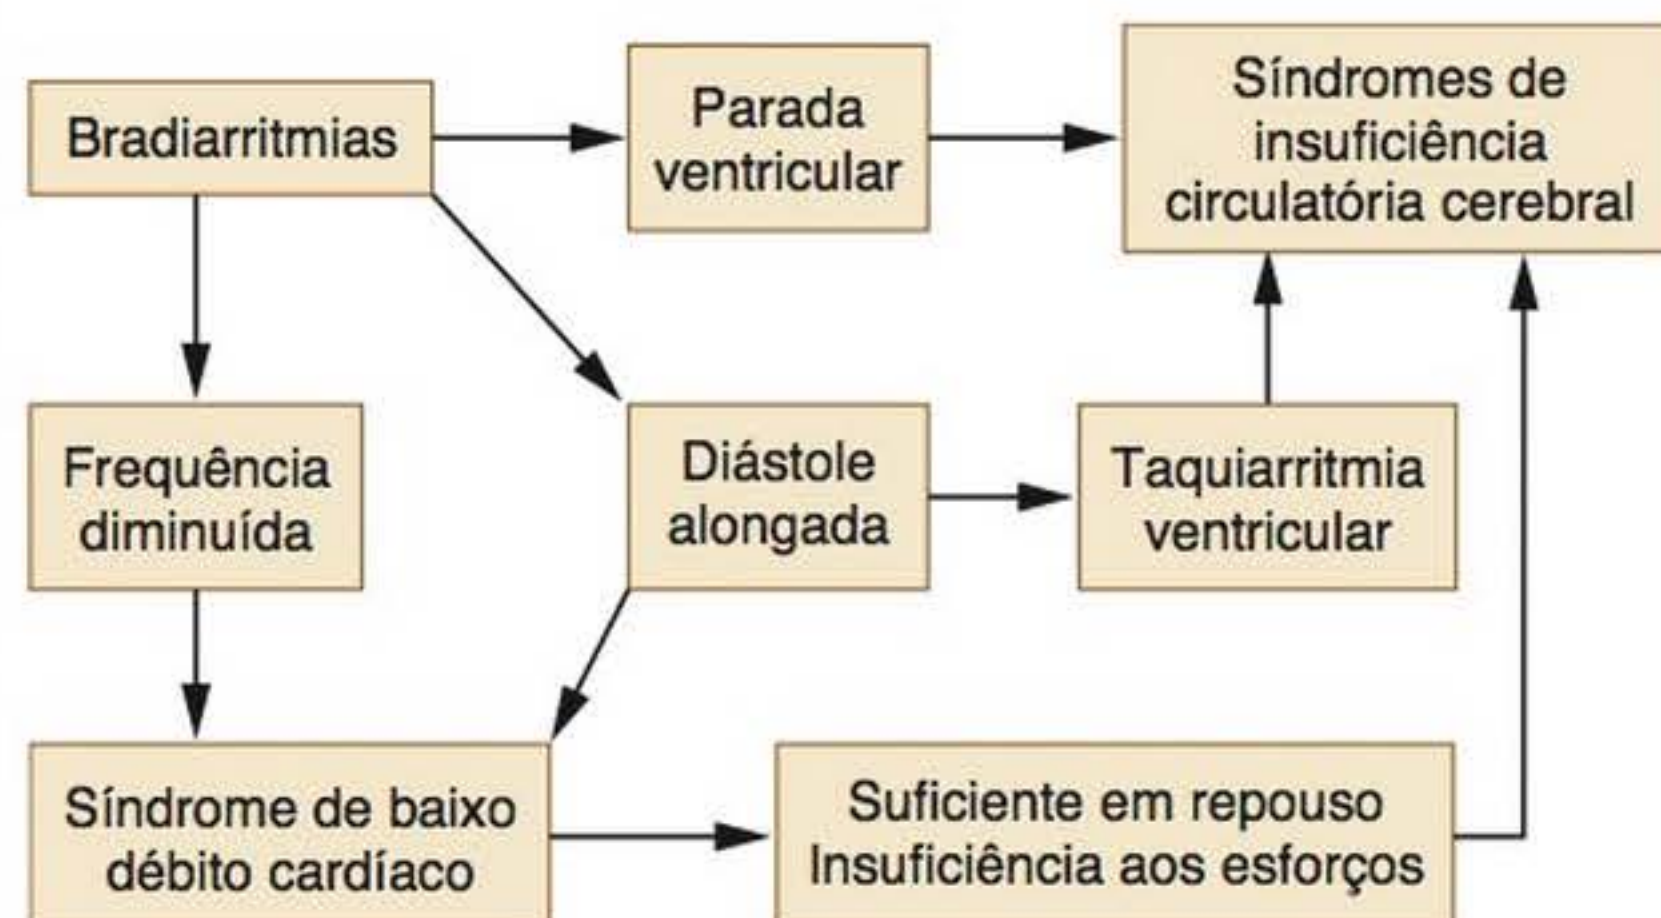 Bradiarritmias
Parada
ventricular
Síndromes de
insuficiência
circulatória cerebral
Frequência
diminuída
Diástole
alongada
Taquiarritmia
ventricular
Síndrome de baixo
débito cardíaco
Suficiente em repouso
Insuficiência aos esforços